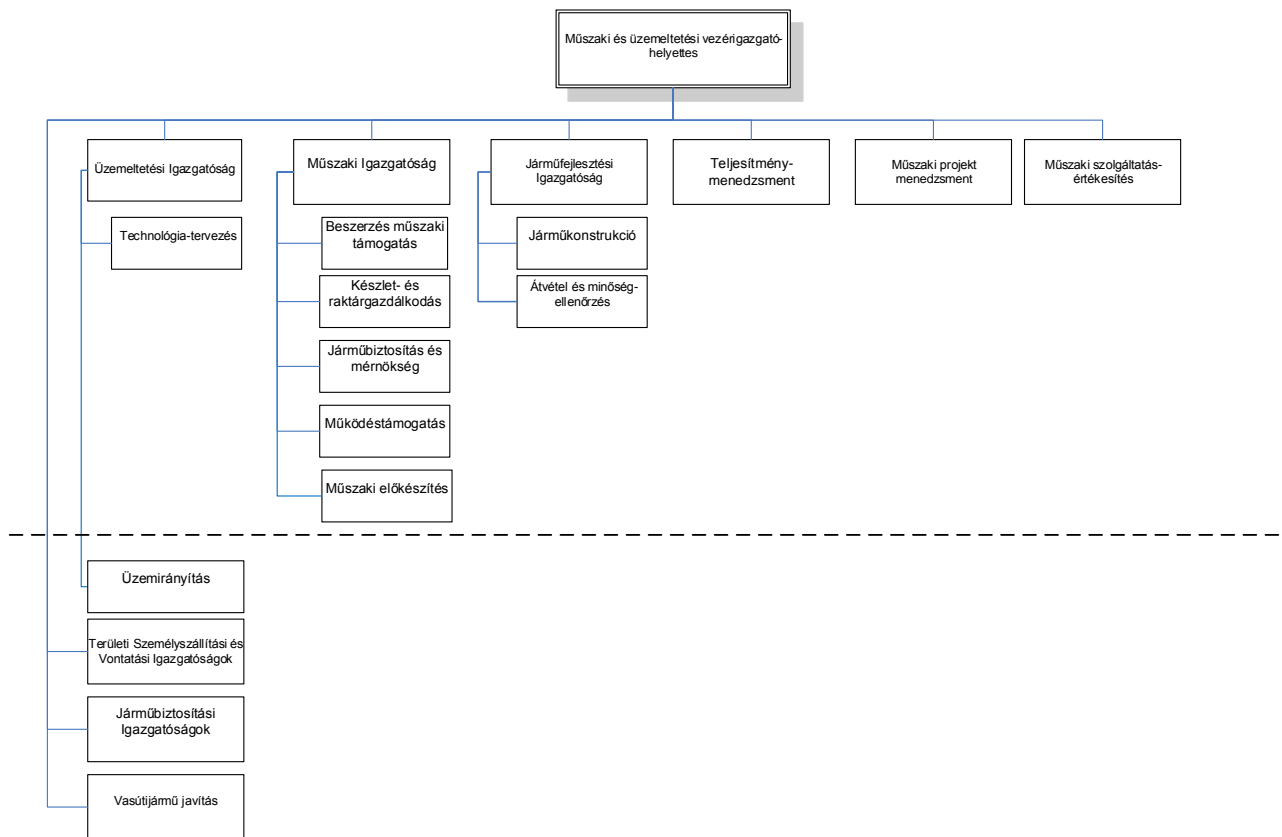 Műszaki és üzemeltetési vezérigazgató-
helyettes
Üzemeltetési Igazgatóság
Műszaki Igazgatóság
Járműfejlesztési
Igazgatóság
Teljesítmény-
menedzsment
Műszaki projekt
menedzsment
Műszaki szolgáltatás-
értékesítés
Technológia-tervezés
Beszerzés műszaki
támogatás
Járműkonstrukció
Készlet- és
raktárgazdálkodás
Átvétel és minőség-
ellenőrzés
Járműbiztosítás és
mérnökség
Működéstámogatás
Műszaki előkészítés
Üzemirányítás
Területi Személyszállítási és
Vontatási Igazgatóságok
Járműbiztosítási
Igazgatóságok
Vasútijármű javítás